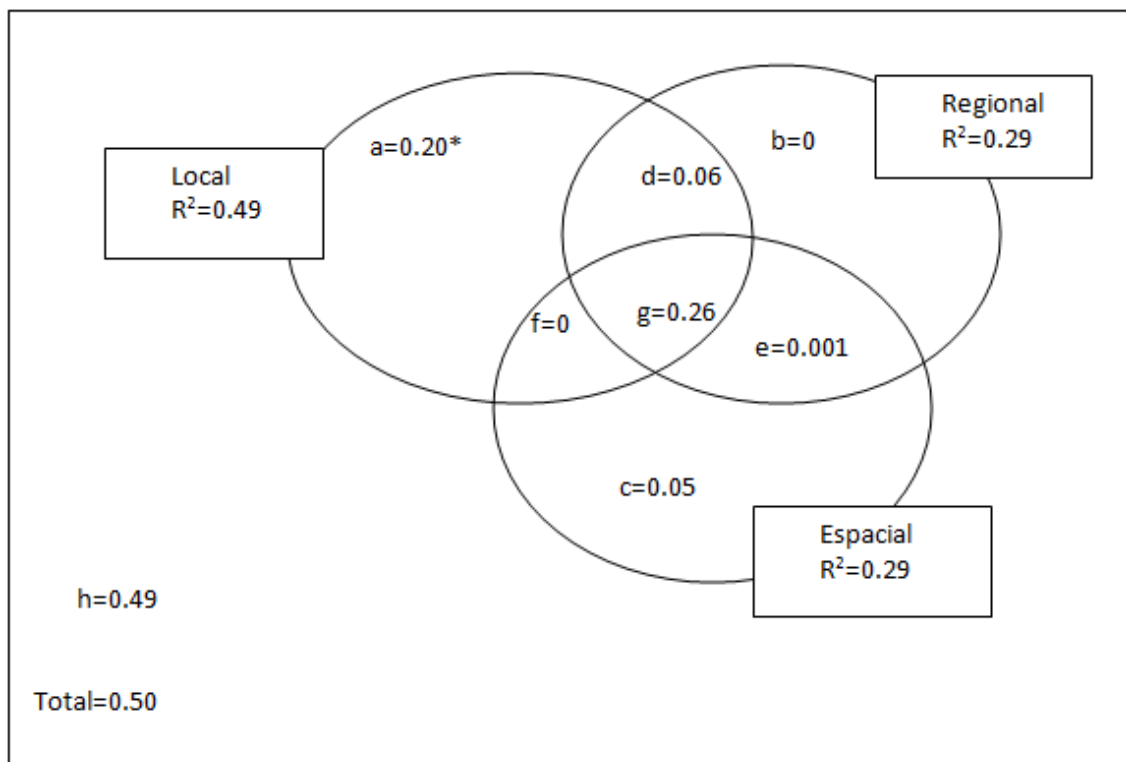 Regional
R²=0.29
b=0
a=0.20*
Local
R²=0.49
d=0.06
g=0.26
f=0
e=0.001
c=0.05
Espacial
R²=0.29
h=0.49
Total=0.50